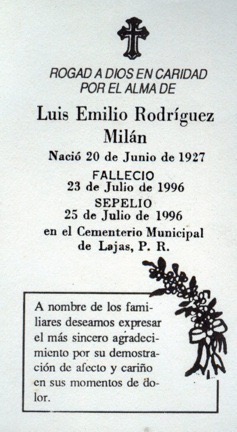 ROGAD A DIOS EN CARIDAD
POR EL ALMA DE
Luis Emilio Rodríguez
Milán
Nació 20 de Junio de 1927
FALLECIO
23 de Julio de 1996
SEPELIO
25 de Julio de 1996
en el Cementerio Municipal
de Lajas, P. R.
A nombre de los fami-
liares deseamos expresar
el más sincero agradeci-
miento por su demostra-
ción de afecto y cariño
en sus momentos de do-
lor.